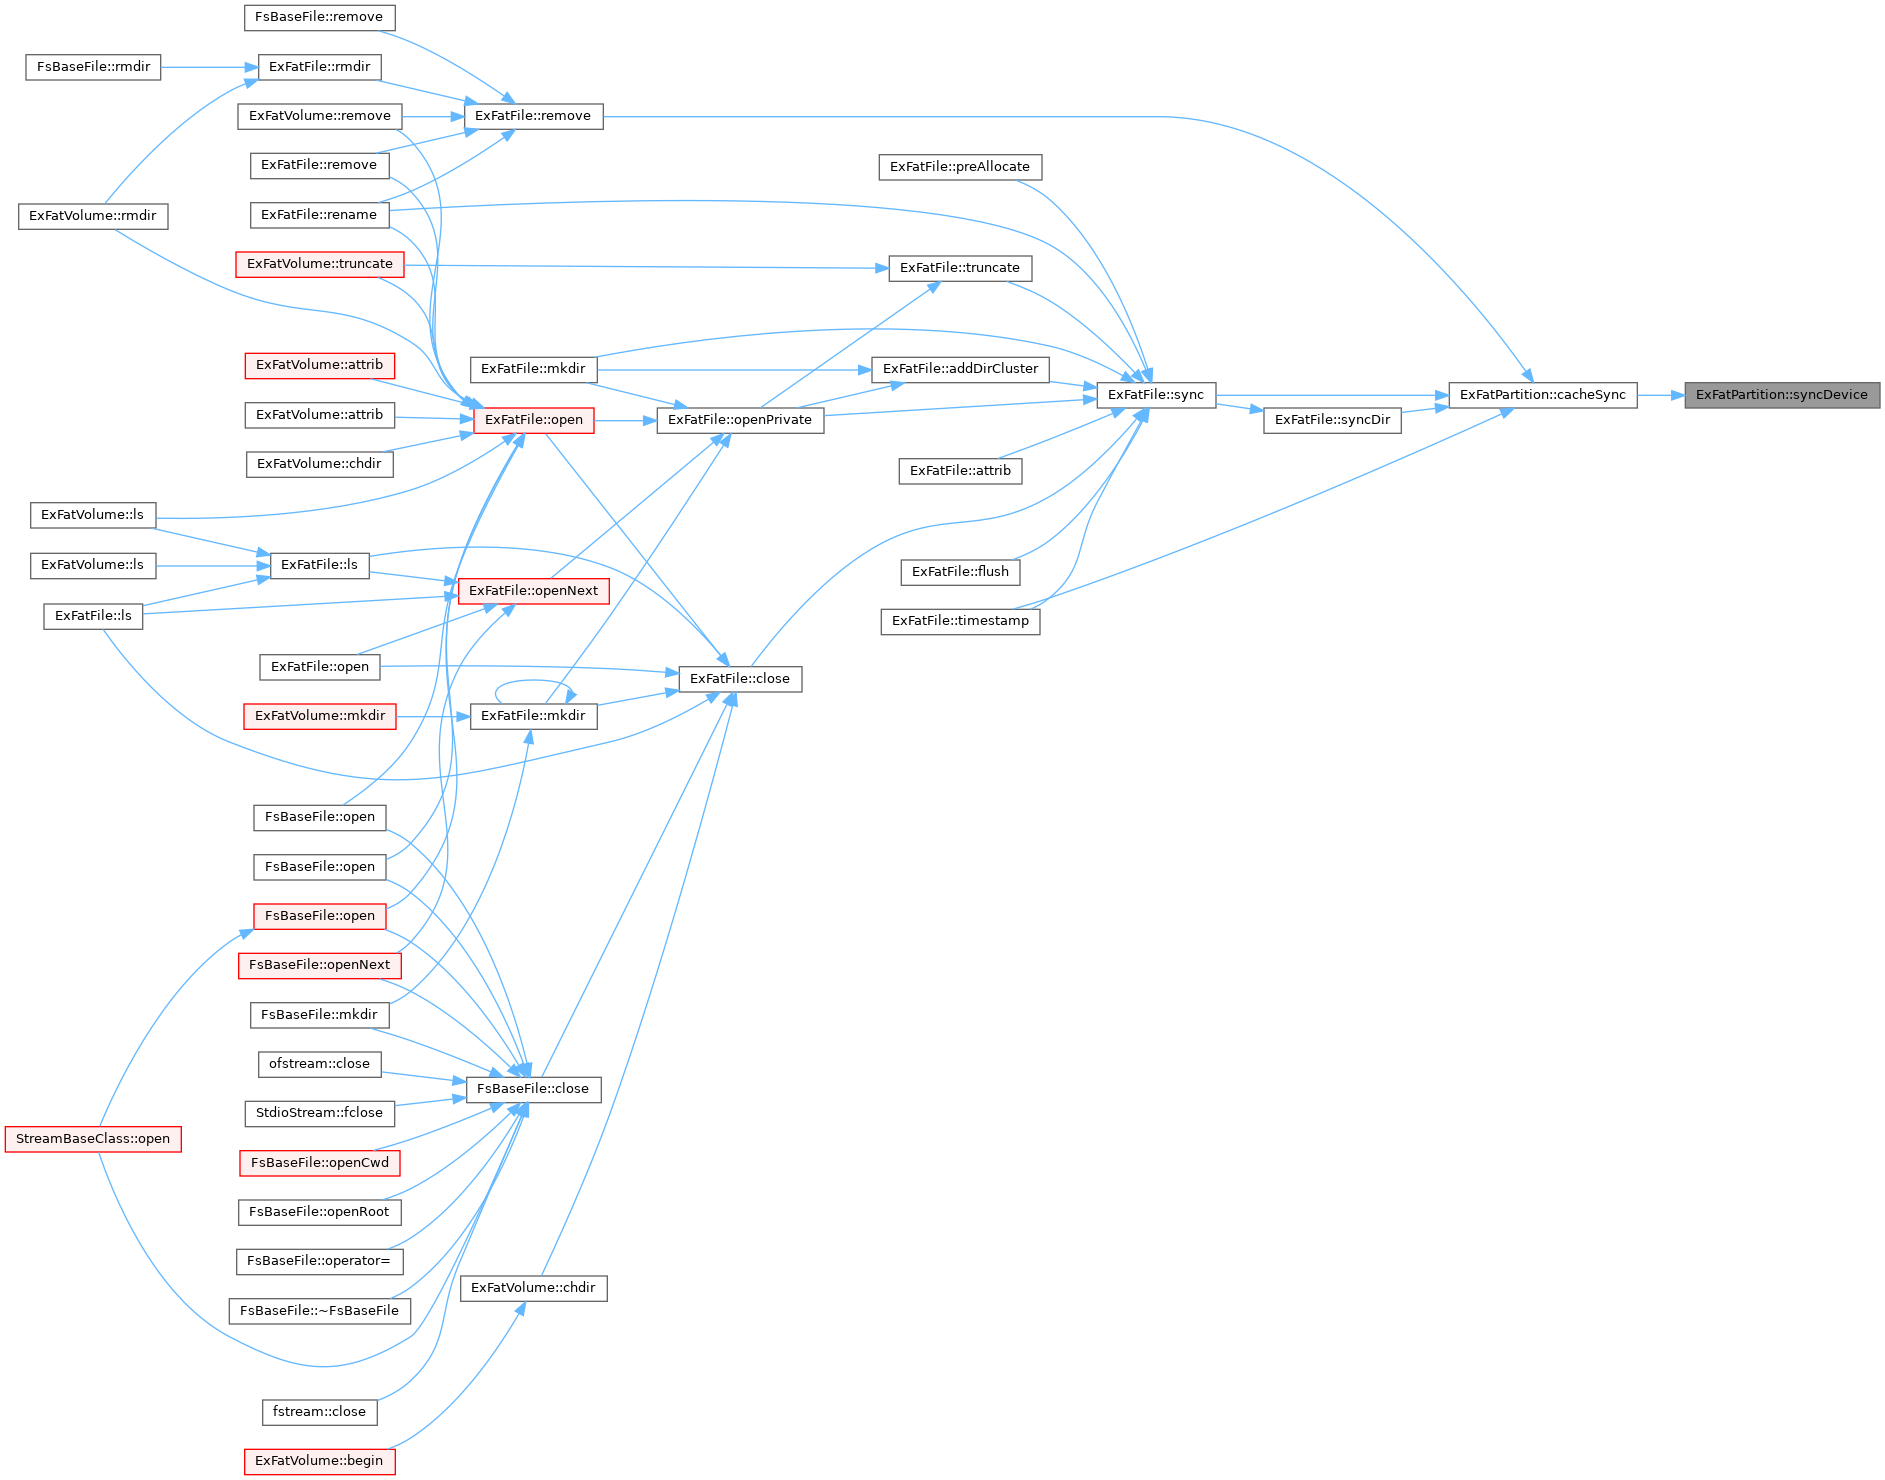 FsBaseFile::remove
FsBaseFile::rmdir
ExFatFile::rmdir
ExFatVolume::remove
ExFatFile::remove
ExFatFile::remove
ExFatFile::preAllocate
ExFatVolume::rmdir
ExFatFile::rename
ExFatVolume::truncate
ExFatFile::truncate
ExFatVolume::attrib
ExFatFile::mkdir
ExFatFile::addDirCluster
ExFatFile::sync
ExFatPartition::cacheSync
ExFatPartition::syncDevice
ExFatVolume::attrib
ExFatFile::open
ExFatFile::openPrivate
ExFatFile::syncDir
ExFatVolume::chdir
ExFatFile::attrib
ExFatVolume::ls
ExFatVolume::ls
ExFatFile::ls
ExFatFile::flush
ExFatFile::openNext
ExFatFile::ls
ExFatFile::timestamp
ExFatFile::open
ExFatFile::close
ExFatVolume::mkdir
ExFatFile::mkdir
FsBaseFile::open
FsBaseFile::open
FsBaseFile::open
FsBaseFile::openNext
FsBaseFile::mkdir
ofstream::close
FsBaseFile::close
StdioStream::fclose
StreamBaseClass::open
FsBaseFile::openCwd
FsBaseFile::openRoot
FsBaseFile::operator=
ExFatVolume::chdir
FsBaseFile::~FsBaseFile
fstream::close
ExFatVolume::begin